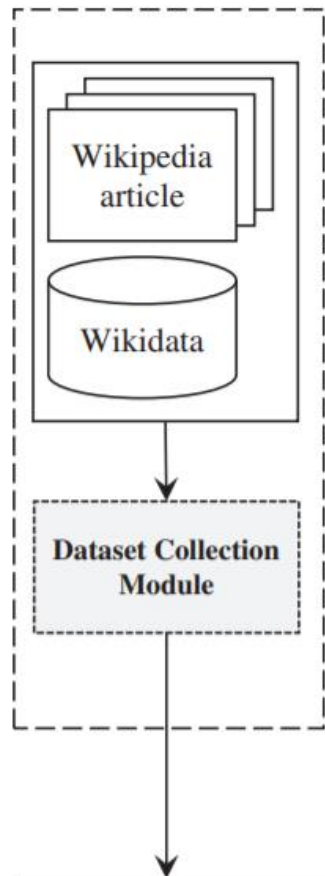 Wikipedia
article
Wikidata
Dataset Collection
Module